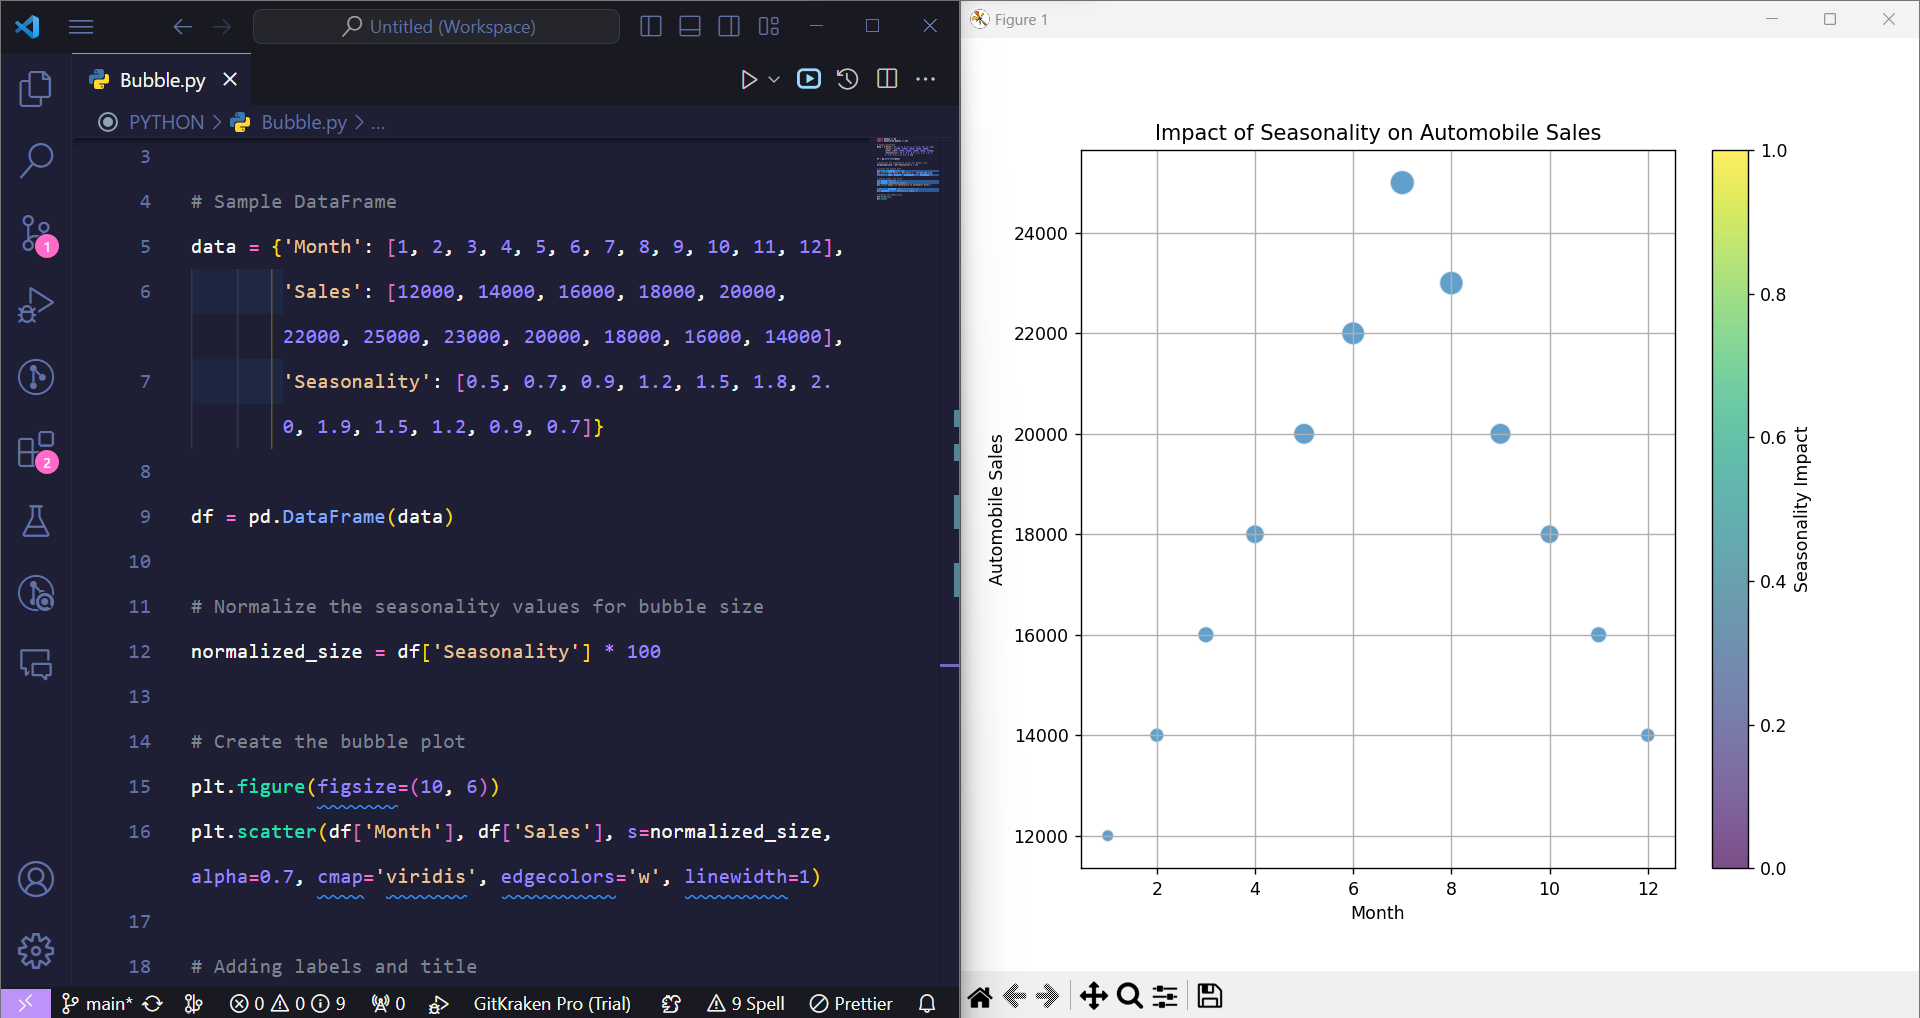 Untitled (Workspace)
Bubble.py
PYTHON > Bubble.py > ...
3
4 # Sample DataFrame
5 data = {'Month': [1, 2, 3, 4, 5, 6, 7, 8, 9, 10, 11, 12],
6 'Sales': [12000, 14000, 16000, 18000, 20000,
22000, 25000, 23000, 20000, 18000, 16000, 14000],
7 'Seasonality': [0.5, 0.7, 0.9, 1.2, 1.5, 1.8, 2.
0, 1.9, 1.5, 1.2, 0.9, 0.7]}
8
9 df = pd.DataFrame(data)
10
11 # Normalize the seasonality values for bubble size
12 normalized_size = df['Seasonality'] * 100
13
14 # Create the bubble plot
15 plt.figure(figsize=(10, 6))
16 plt.scatter(df['Month'], df['Sales'], s=normalized_size,
alpha=0.7, cmap='viridis', edgecolors='w', linewidth=1)
17
18 # Adding labels and title
1
2
main* 0 0 9 0 GitKraken Pro (Trial) 9 Spell Prettier
Figure 1
Impact of Seasonality on Automobile Sales
24000
22000
20000
18000
16000
14000
12000
Automobile Sales
2 4 6 8 10 12
Month
1.0
0.8
0.6
0.4
0.2
0.0
Seasonality Impact